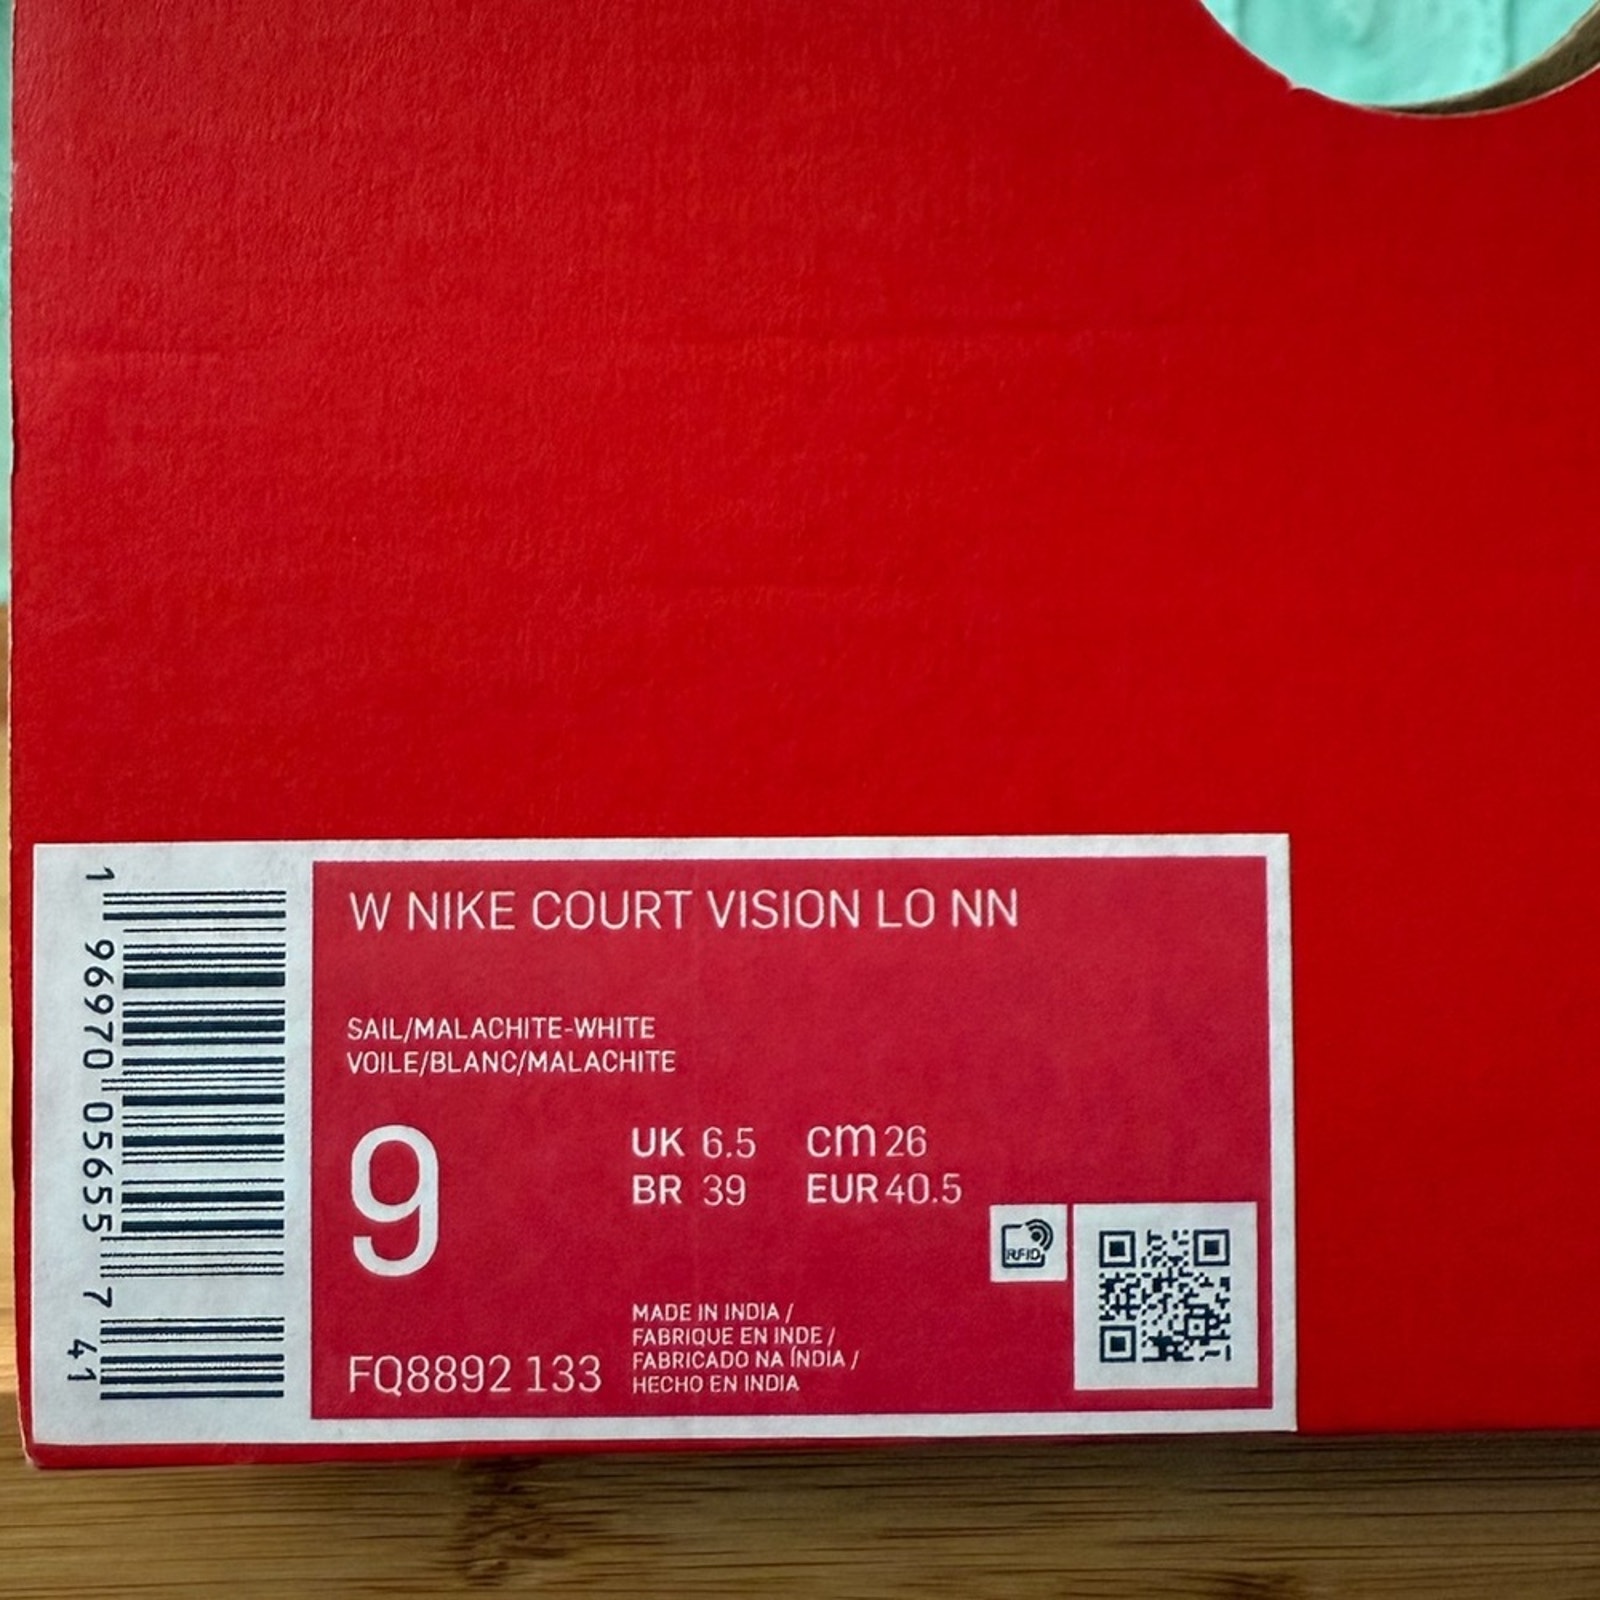 W NIKE COURT VISION LO NN
SAIL/MALACHITE-WHITE
VOILE/BLANC/MALACHITE
9
UK 6.5 cm 26
BR 39 EUR 40.5
RFID
MADE IN INDIA /
FABRIQUE EN INDE /
FABRICADO NA ÍNDIA /
HECHO EN INDIA
FQ8892 133
1 96970 05655 7 41